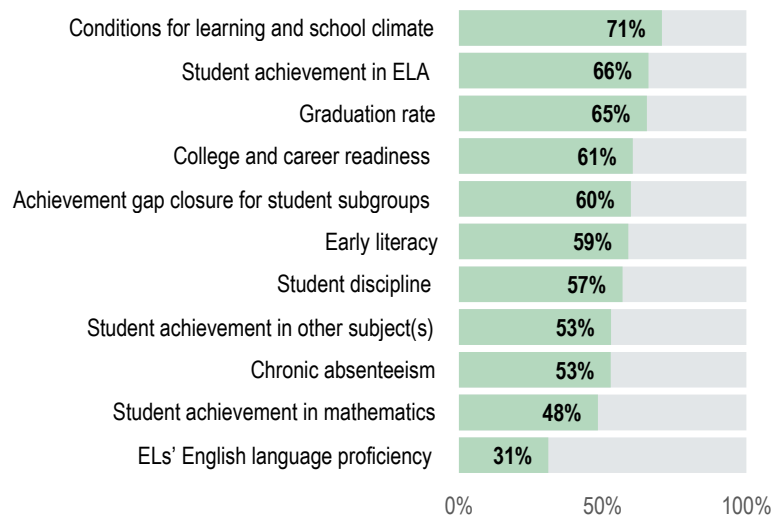 Conditions for learning and school climate 71%
Student achievement in ELA 66%
Graduation rate 65%
College and career readiness 61%
Achievement gap closure for student subgroups 60%
Early literacy 59%
Student discipline 57%
Student achievement in other subject(s) 53%
Chronic absenteeism 53%
Student achievement in mathematics 48%
ELs’ English language proficiency 31%
0% 50% 100%